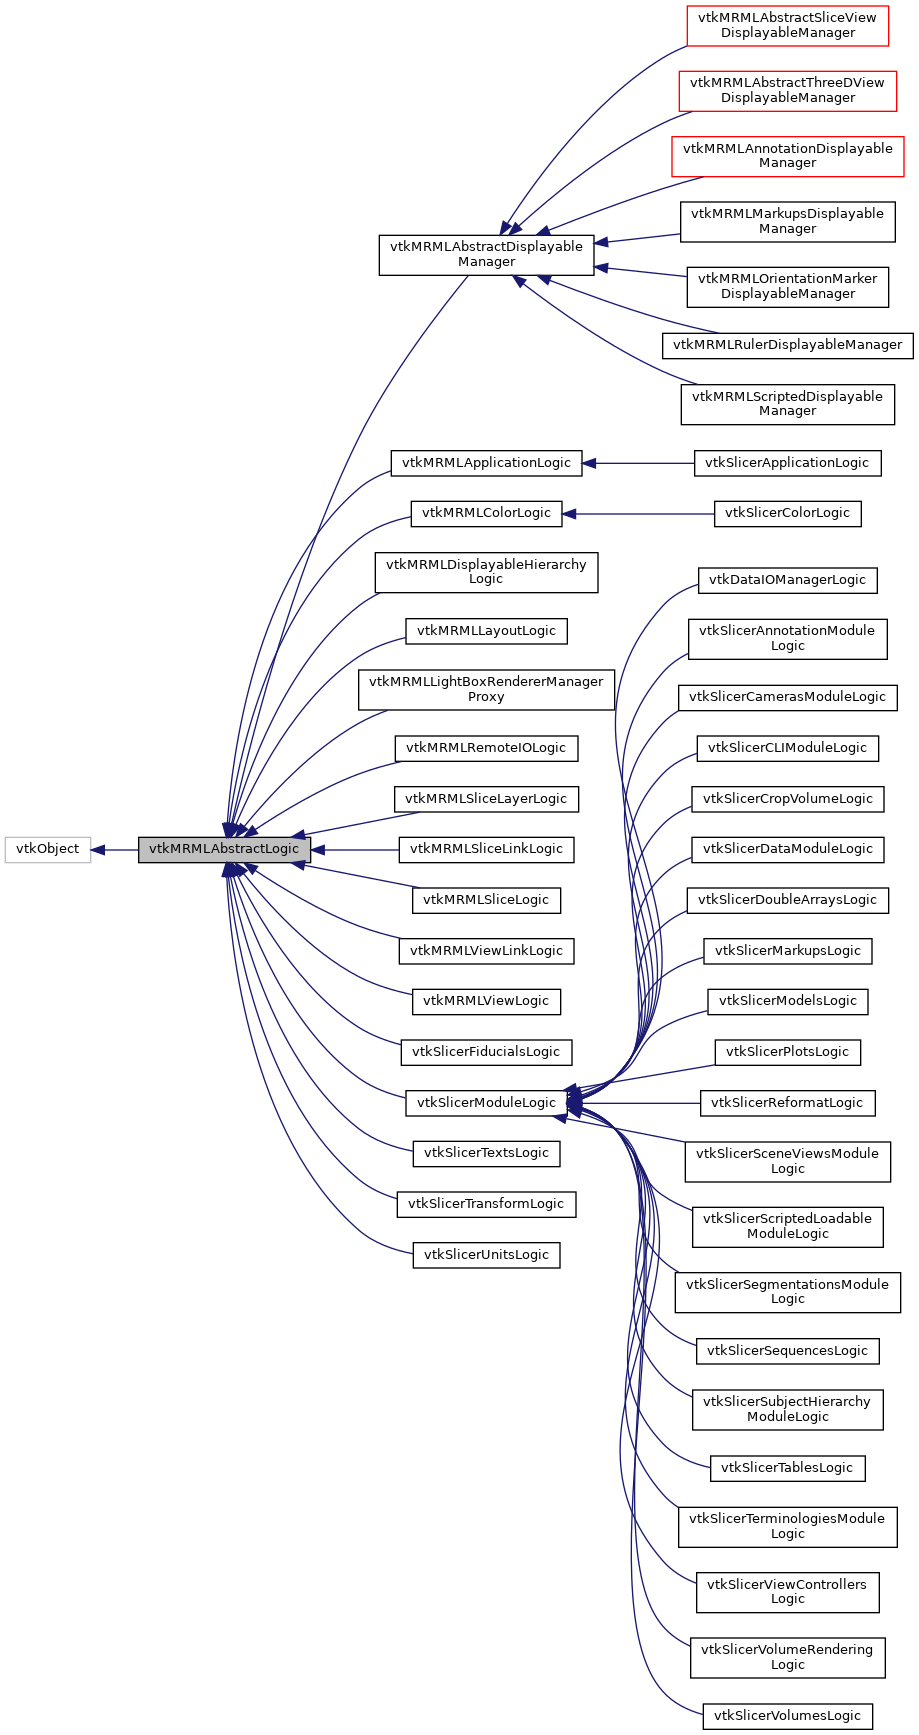 vtkMRMLAbstractSliceView
DisplayableManager
vtkMRMLAbstractThreeDView
DisplayableManager
vtkMRMLAnnotationDisplayable
Manager
vtkMRMLMarkupsDisplayable
Manager
vtkMRMLAbstractDisplayable
Manager
vtkMRMLOrientationMarker
DisplayableManager
vtkMRMLRulerDisplayableManager
vtkMRMLScriptedDisplayable
Manager
vtkMRMLApplicationLogic
vtkSlicerApplicationLogic
vtkMRMLColorLogic
vtkSlicerColorLogic
vtkMRMLDisplayableHierarchy
Logic
vtkDataIOManagerLogic
vtkMRMLLayoutLogic
vtkSlicerAnnotationModule
Logic
vtkMRMLLightBoxRendererManager
Proxy
vtkSlicerCamerasModuleLogic
vtkMRMLRemoteIOLogic
vtkSlicerCLIModuleLogic
vtkMRMLSliceLayerLogic
vtkSlicerCropVolumeLogic
vtkObject
vtkMRMLAbstractLogic
vtkMRMLSliceLinkLogic
vtkSlicerDataModuleLogic
vtkMRMLSliceLogic
vtkSlicerDoubleArraysLogic
vtkMRMLViewLinkLogic
vtkSlicerMarkupsLogic
vtkMRMLViewLogic
vtkSlicerModelsLogic
vtkSlicerFiducialsLogic
vtkSlicerPlotsLogic
vtkSlicerModuleLogic
vtkSlicerReformatLogic
vtkSlicerTextsLogic
vtkSlicerSceneViewsModule
Logic
vtkSlicerTransformLogic
vtkSlicerScriptedLoadable
ModuleLogic
vtkSlicerUnitsLogic
vtkSlicerSegmentationsModule
Logic
vtkSlicerSequencesLogic
vtkSlicerSubjectHierarchy
ModuleLogic
vtkSlicerTablesLogic
vtkSlicerTerminologiesModule
Logic
vtkSlicerViewControllers
Logic
vtkSlicerVolumeRendering
Logic
vtkSlicerVolumesLogic